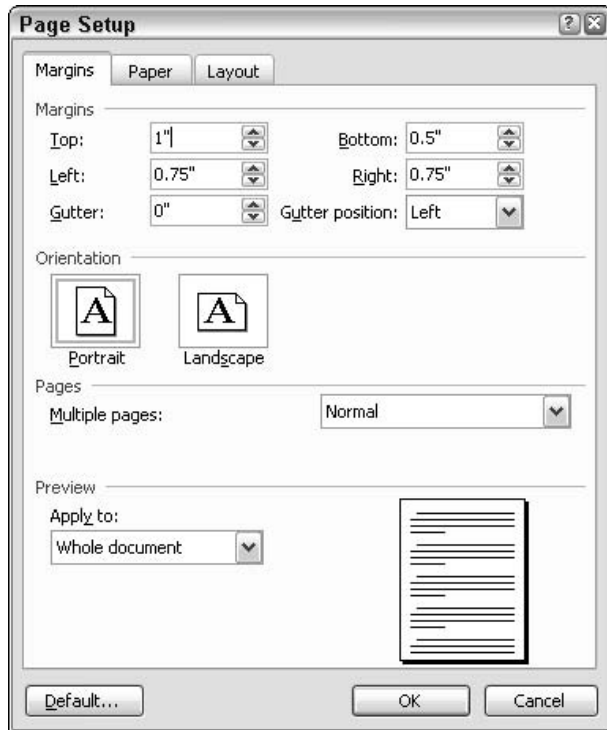 Page Setup
Margins Paper Layout
Margins
Top: 1" Bottom: 0.5"
Left: 0.75" Right: 0.75"
Gutter: 0" Gutter position: Left
Orientation
A A
Portrait Landscape
Pages
Multiple pages: Normal
Preview
Apply to:
Whole document
Default... OK Cancel